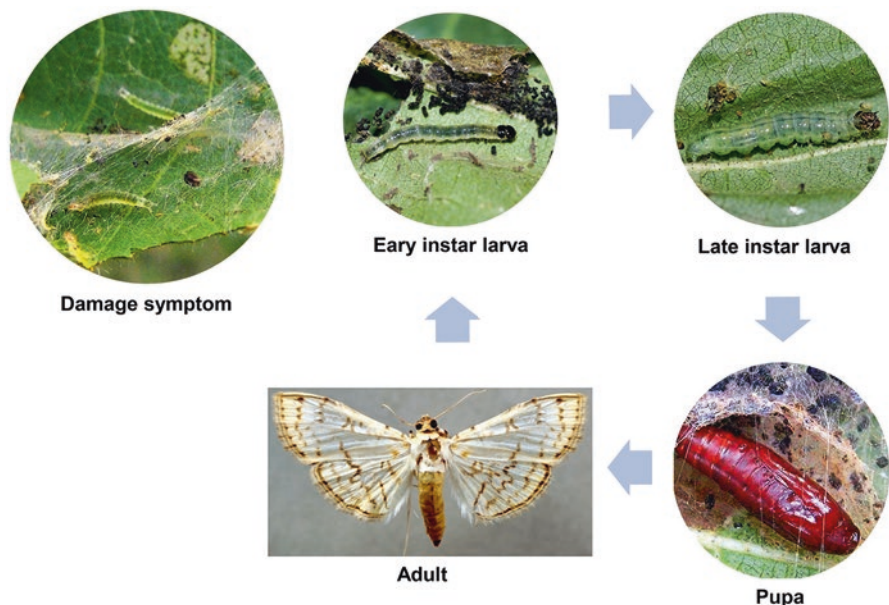 Damage symptom
Eary instar larva
Late instar larva
Adult
Pupa